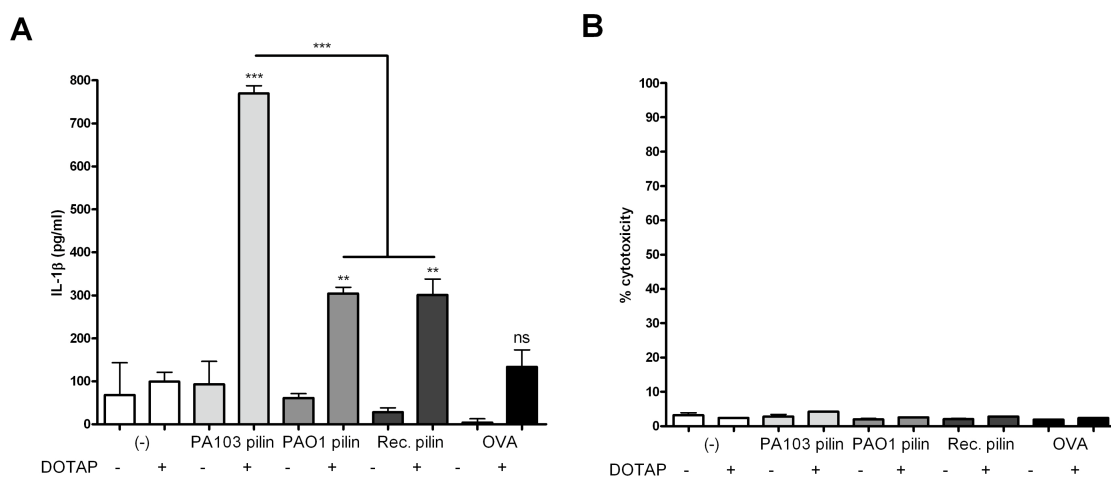 A
***
***
**
**
ns
IL-1β (pg/ml)
800
700
600
500
400
300
200
100
0
(-) PA103 pilin PAO1 pilin Rec. pilin OVA
DOTAP - + - + - + - + - +
B
% cytotoxicity
100
90
80
70
60
50
40
30
20
10
0
(-) PA103 pilin PAO1 pilin Rec. pilin OVA
DOTAP - + - + - + - + - +